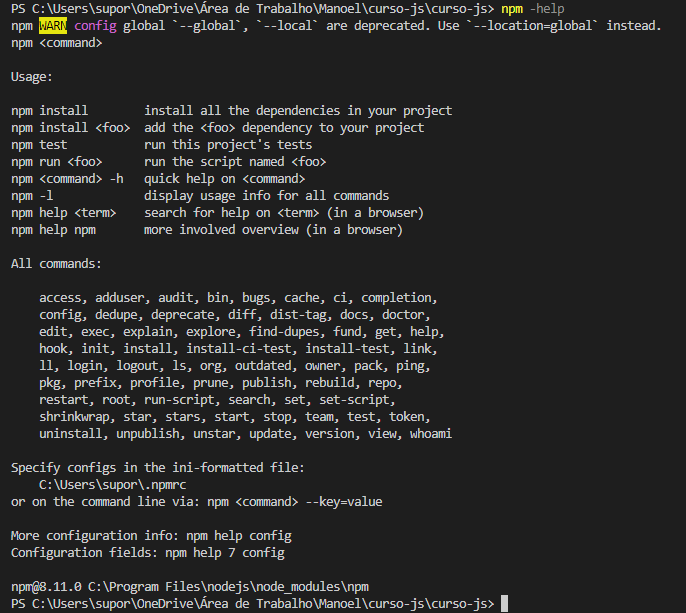 PS C:\Users\supor\OneDrive\Área de Trabalho\Manoel\curso-js\curso-js> npm -help
npm WARN config global `--global`, `--local` are deprecated. Use `--location=global` instead.
npm <command>

Usage:

npm install        install all the dependencies in your project
npm install <foo>  add the <foo> dependency to your project
npm test           run this project's tests
npm run <foo>      run the script named <foo>
npm <command> -h   quick help on <command>
npm -l             display usage info for all commands
npm help <term>    search for help on <term> (in a browser)
npm help npm       more involved overview (in a browser)

All commands:

    access, adduser, audit, bin, bugs, cache, ci, completion,
    config, dedupe, deprecate, diff, dist-tag, docs, doctor,
    edit, exec, explain, explore, find-dupes, fund, get, help,
    hook, init, install, install-ci-test, install-test, link,
    ll, login, logout, ls, org, outdated, owner, pack, ping,
    pkg, prefix, profile, prune, publish, rebuild, repo,
    restart, root, run-script, search, set, set-script,
    shrinkwrap, star, stars, start, stop, team, test, token,
    uninstall, unpublish, unstar, update, version, view, whoami

Specify configs in the ini-formatted file:
    C:\Users\supor\.npmrc
or on the command line via: npm <command> --key=value

More configuration info: npm help config
Configuration fields: npm help 7 config

npm@8.11.0 C:\Program Files\nodejs\node_modules\npm
PS C:\Users\supor\OneDrive\Área de Trabalho\Manoel\curso-js\curso-js>